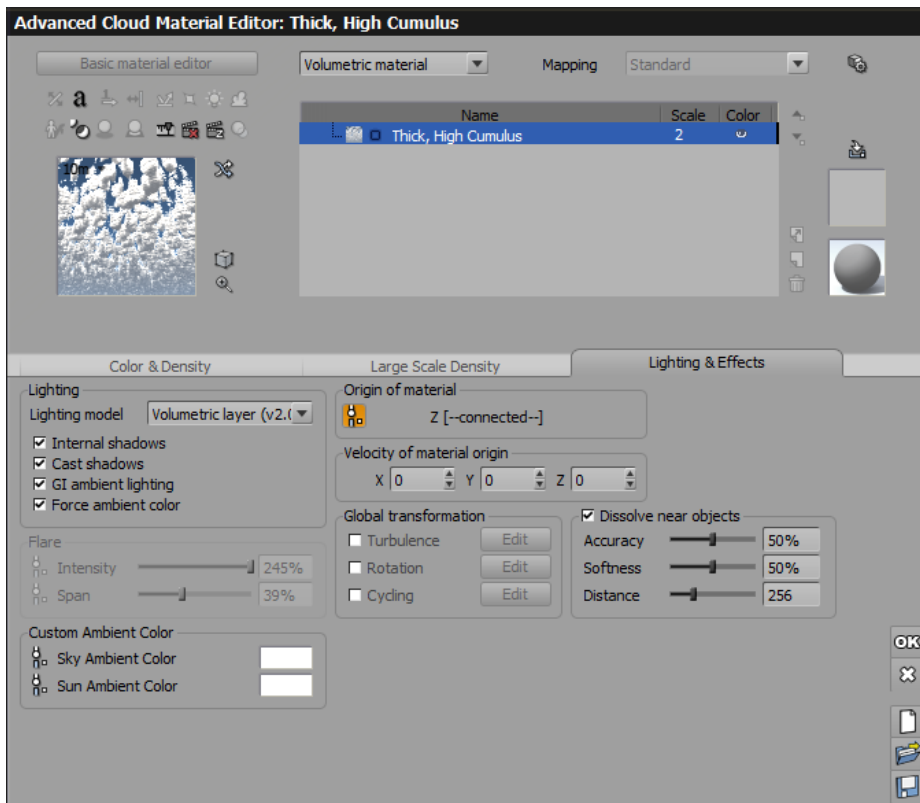 Advanced Cloud Material Editor: Thick, High Cumulus
Basic material editor
Volumetric material
Mapping
Standard
a
Name Scale Color
Thick, High Cumulus 2
10m
Color & Density
Large Scale Density
Lighting & Effects
Lighting
Lighting model Volumetric layer (v2.(
Internal shadows
Cast shadows
GI ambient lighting
Force ambient color
Origin of material
Z [--connected--]
Velocity of material origin
X 0 Y 0 Z 0
Flare
Intensity 245%
Span 39%
Global transformation
Turbulence Edit
Rotation Edit
Cycling Edit
Dissolve near objects
Accuracy 50%
Softness 50%
Distance 256
Custom Ambient Color
Sky Ambient Color
Sun Ambient Color
OK